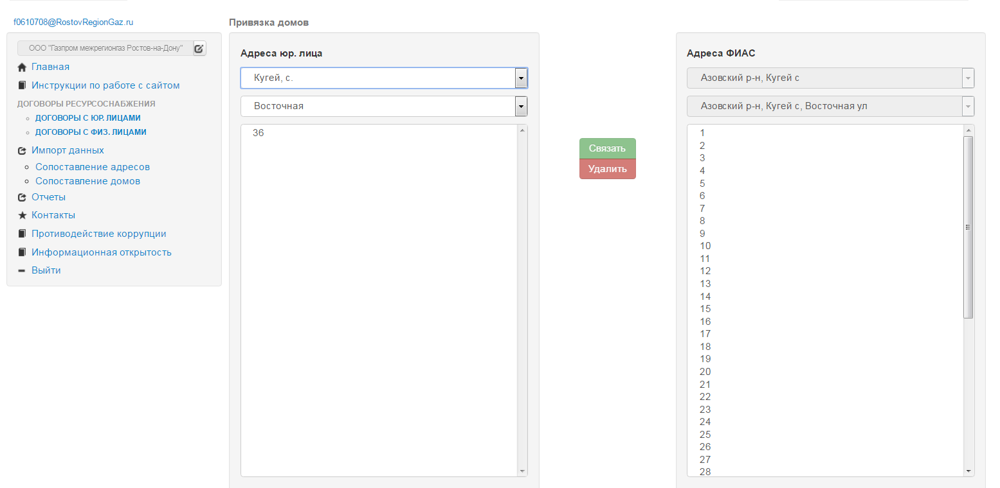 f0610708@RostovRegionGaz.ru
ООО "Газпром межрегионгаз Ростов-на-Дону"
Главная
Инструкции по работе с сайтом
ДОГОВОРЫ РЕСУРСОСНАБЖЕНИЯ
ДОГОВОРЫ С ЮР. ЛИЦАМИ
ДОГОВОРЫ С ФИЗ. ЛИЦАМИ
Импорт данных
Сопоставление адресов
Сопоставление домов
Отчеты
Контакты
Противодействие коррупции
Информационная открытость
Выйти
Привязка домов
Адреса юр. лица
Кугей, с.
Восточная
36
Связать
Удалить
Адреса ФИАС
Азовский р-н, Кугей с
Азовский р-н, Кугей с, Восточная ул
1
2
3
4
5
6
7
8
9
10
11
12
13
14
15
16
17
18
19
20
21
22
23
24
25
26
27
28